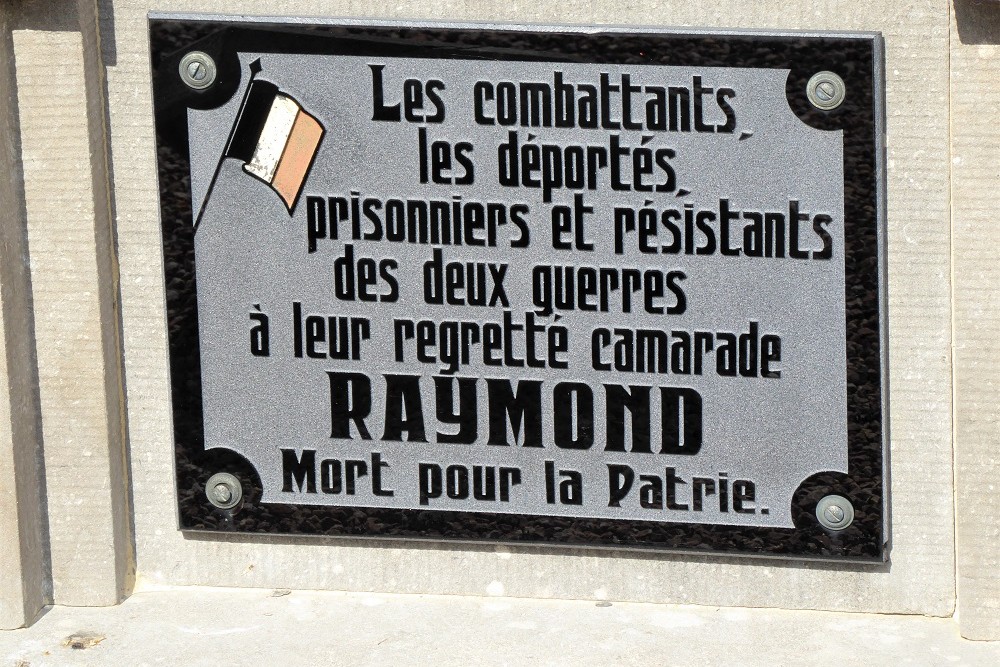 Les combattants,
les déportés,
prisonniers et résistants
des deux guerres
à leur regretté camarade
RAYMOND
Mort pour la Patrie.